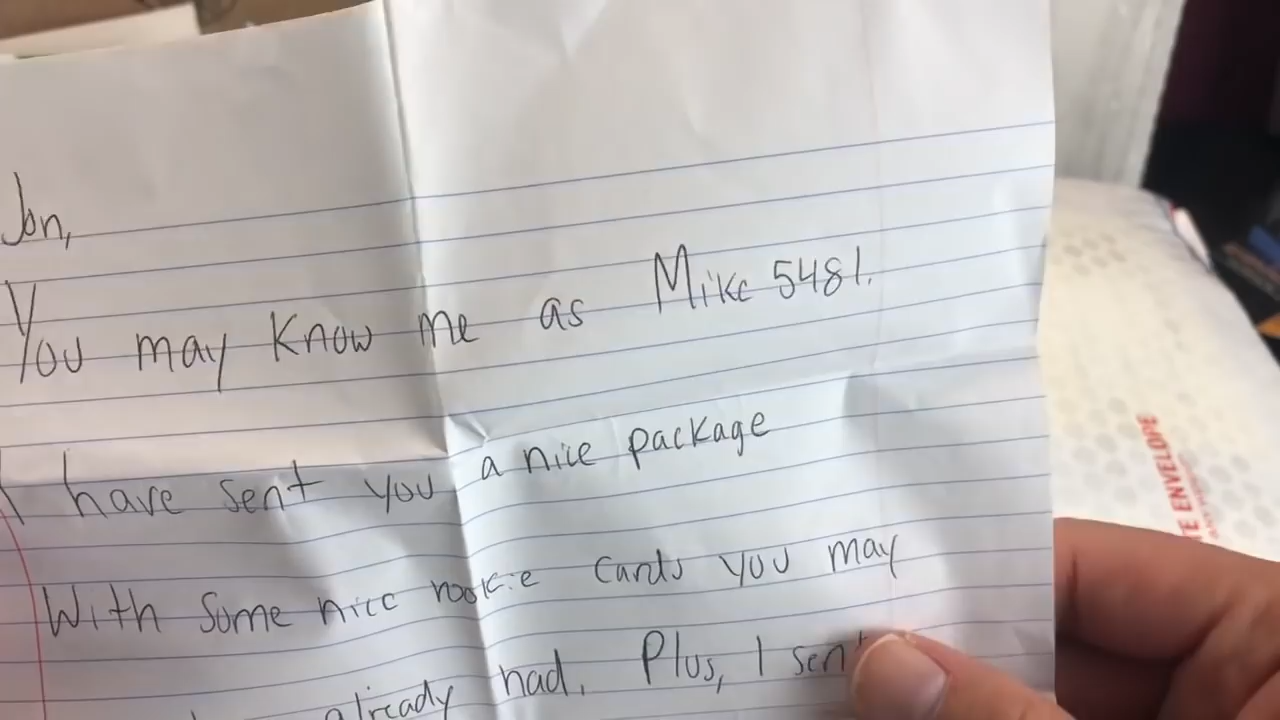 Jon,
You may know me as Mike 5481.
I have sent you a nice package
With some nice rookie cards you may
already had. Plus, I sent
TE ENVELOPE